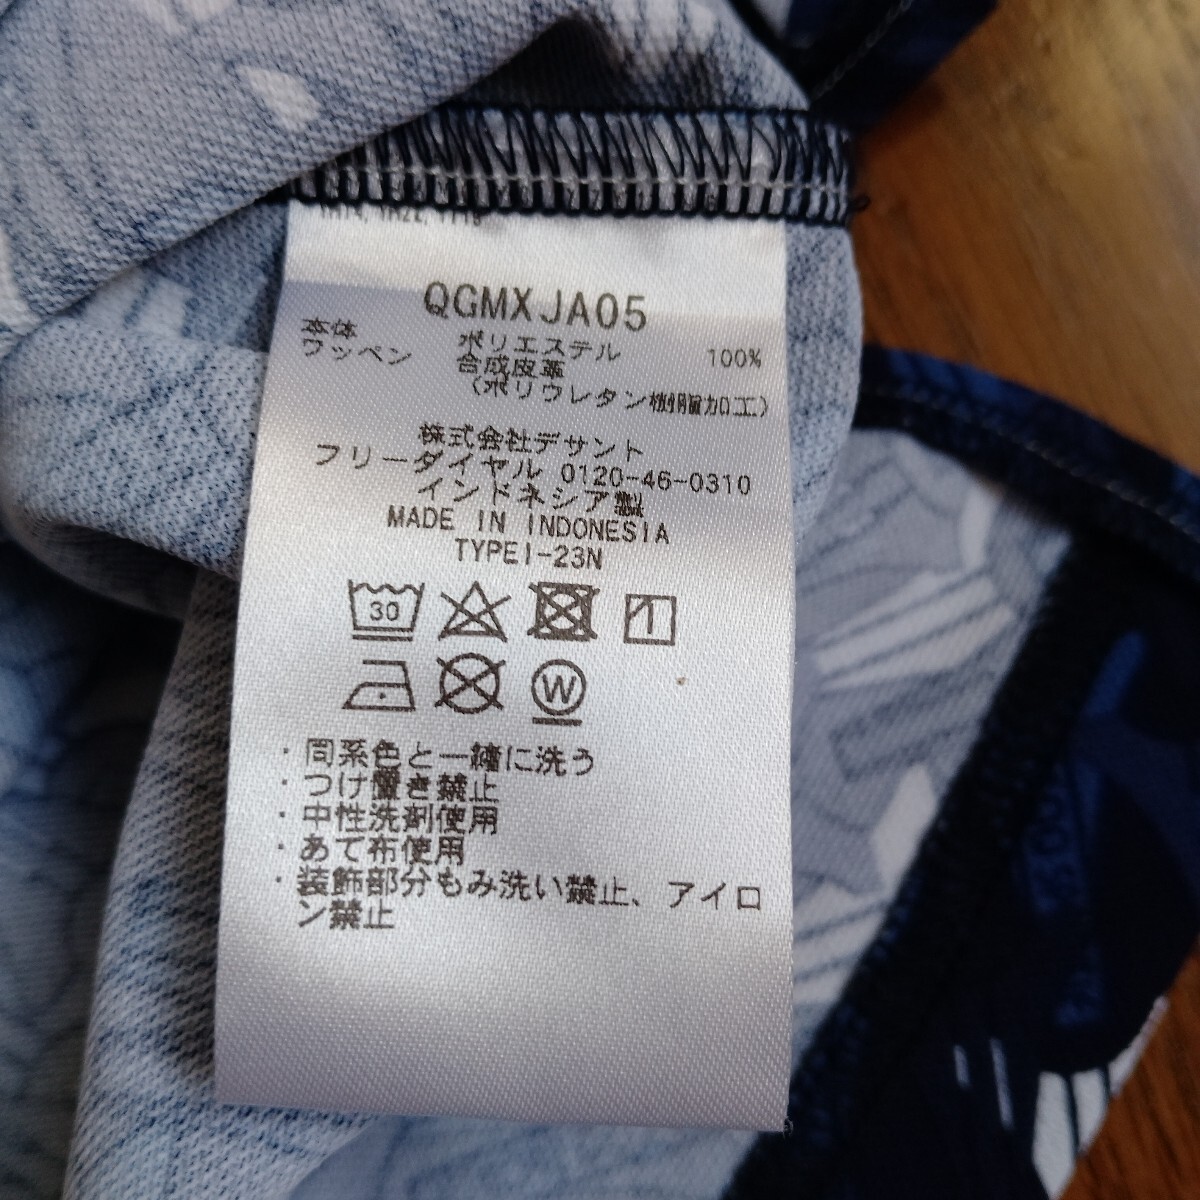 QGMXJA05
本体 ポリエステル 100%
ワッペン 合成皮革
(ポリウレタン樹脂加工)
株式会社デサント
フリーダイヤル 0120-46-0310
インドネシア製
MADE IN INDONESIA
TYPEI-23N
30
W
・同系色と一緒に洗う
・つけ置き禁止
・中性洗剤使用
・あて布使用
・装飾部分もみ洗い禁止、アイロ
ン禁止